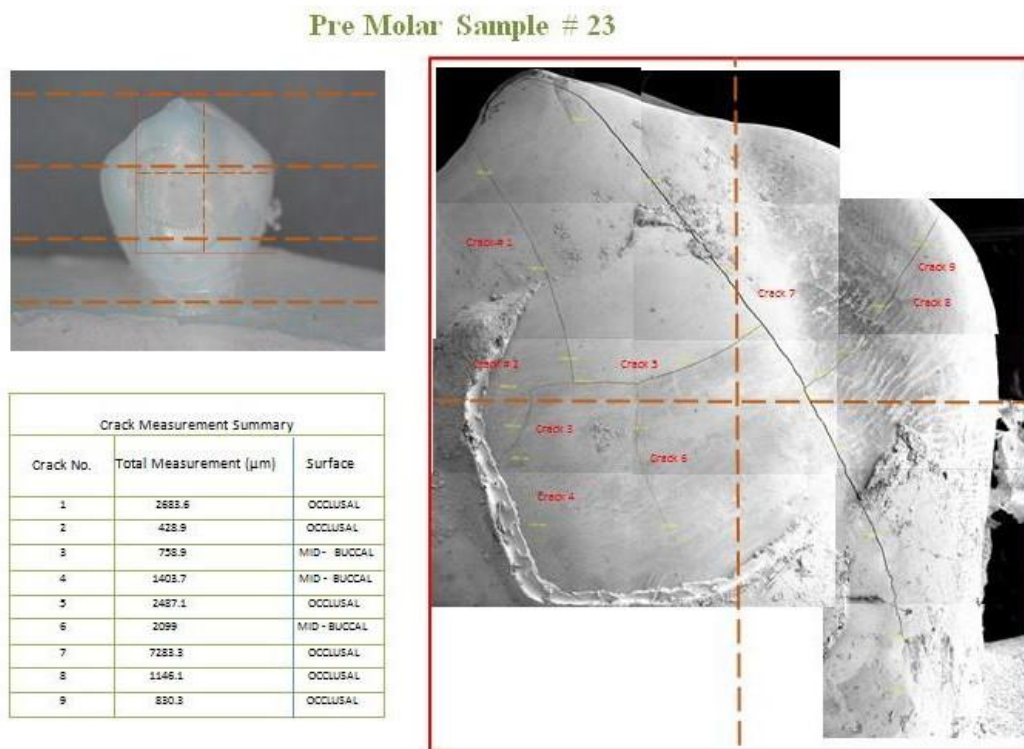 Pre Molar Sample # 23
Crack # 1
Crack 9
Crack 8
Crack 7
Crack # 2
Crack 5
Crack 3
Crack 6
Crack 4
Crack Measurement Summary
Crack No. Total Measurement (µm) Surface
1 2683.6 OCCLUSAL
2 428.9 OCCLUSAL
3 758.9 MID - BUCCAL
4 1403.7 MID - BUCCAL
5 2487.1 OCCLUSAL
6 2099 MID - BUCCAL
7 7283.3 OCCLUSAL
8 1146.1 OCCLUSAL
9 830.3 OCCLUSAL